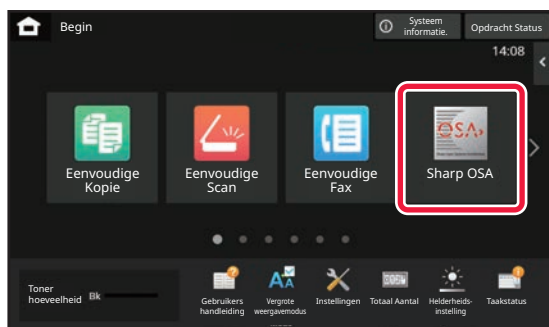 Begin
Systeem
informatie.
Opdracht Status
14:08
OSA
Eenvoudige
Kopie
Eenvoudige
Scan
Eenvoudige
Fax
Sharp OSA
Toner
hoeveelheid
Bk
Gebruikers
handleiding
Vergrote
weergavemodus
Instellingen
Totaal Aantal
Helderheids-
instelling
Taakstatus